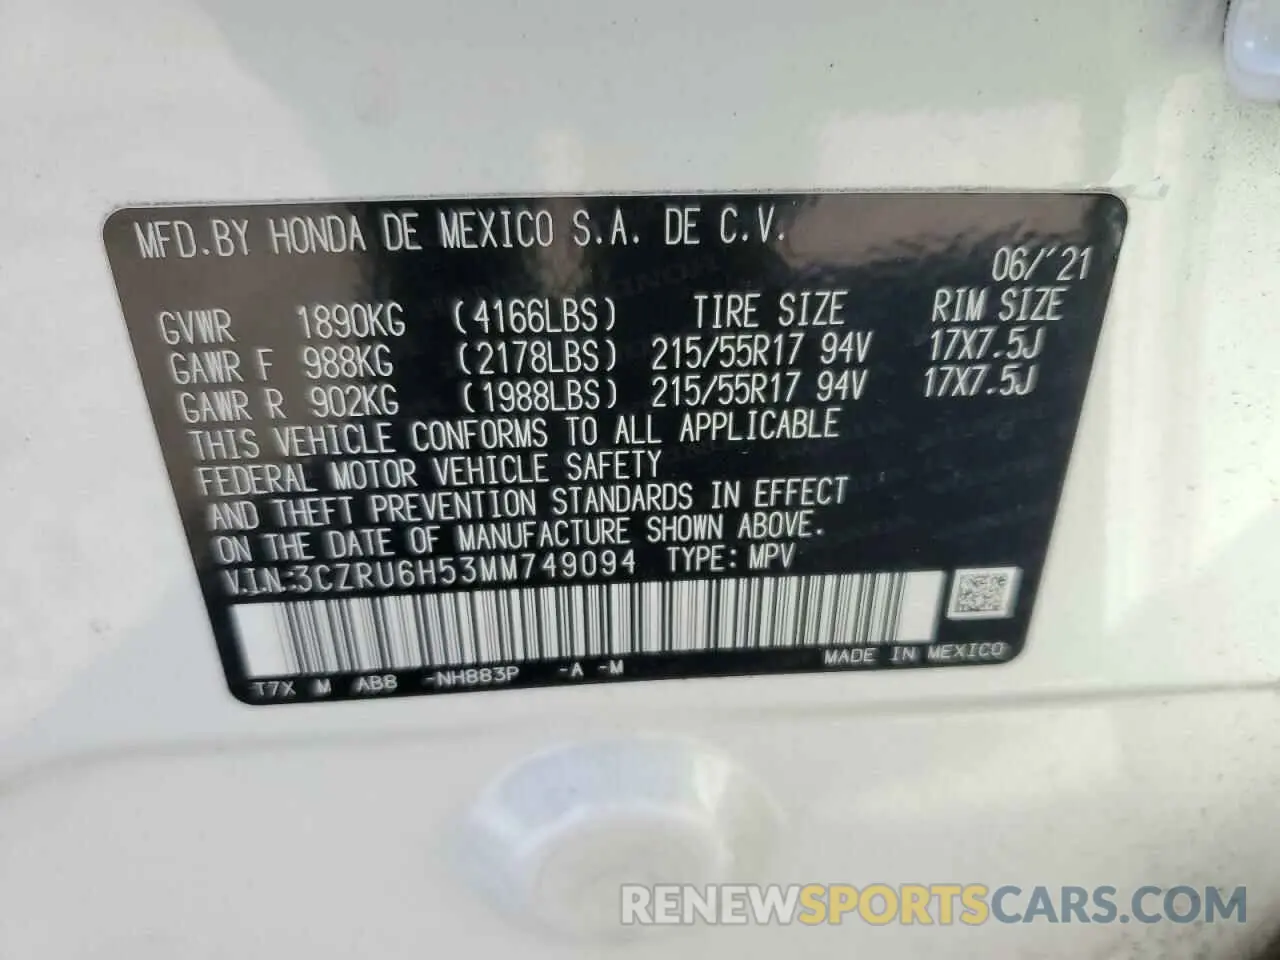 MFD.BY HONDA DE MEXICO S.A. DE C.V.
06/'21
GVWR 1890KG (4166LBS) TIRE SIZE RIM SIZE
GAWR F 988KG (2178LBS) 215/55R17 94V 17X7.5J
GAWR R 902KG (1988LBS) 215/55R17 94V 17X7.5J
THIS VEHICLE CONFORMS TO ALL APPLICABLE
FEDERAL MOTOR VEHICLE SAFETY
AND THEFT PREVENTION STANDARDS IN EFFECT
ON THE DATE OF MANUFACTURE SHOWN ABOVE.
V.I.N:3CZRU6H53MM749094 TYPE: MPV
T7X M AB8 -NH883P -A -M MADE IN MEXICO
RENEWSPORTSCARS.COM